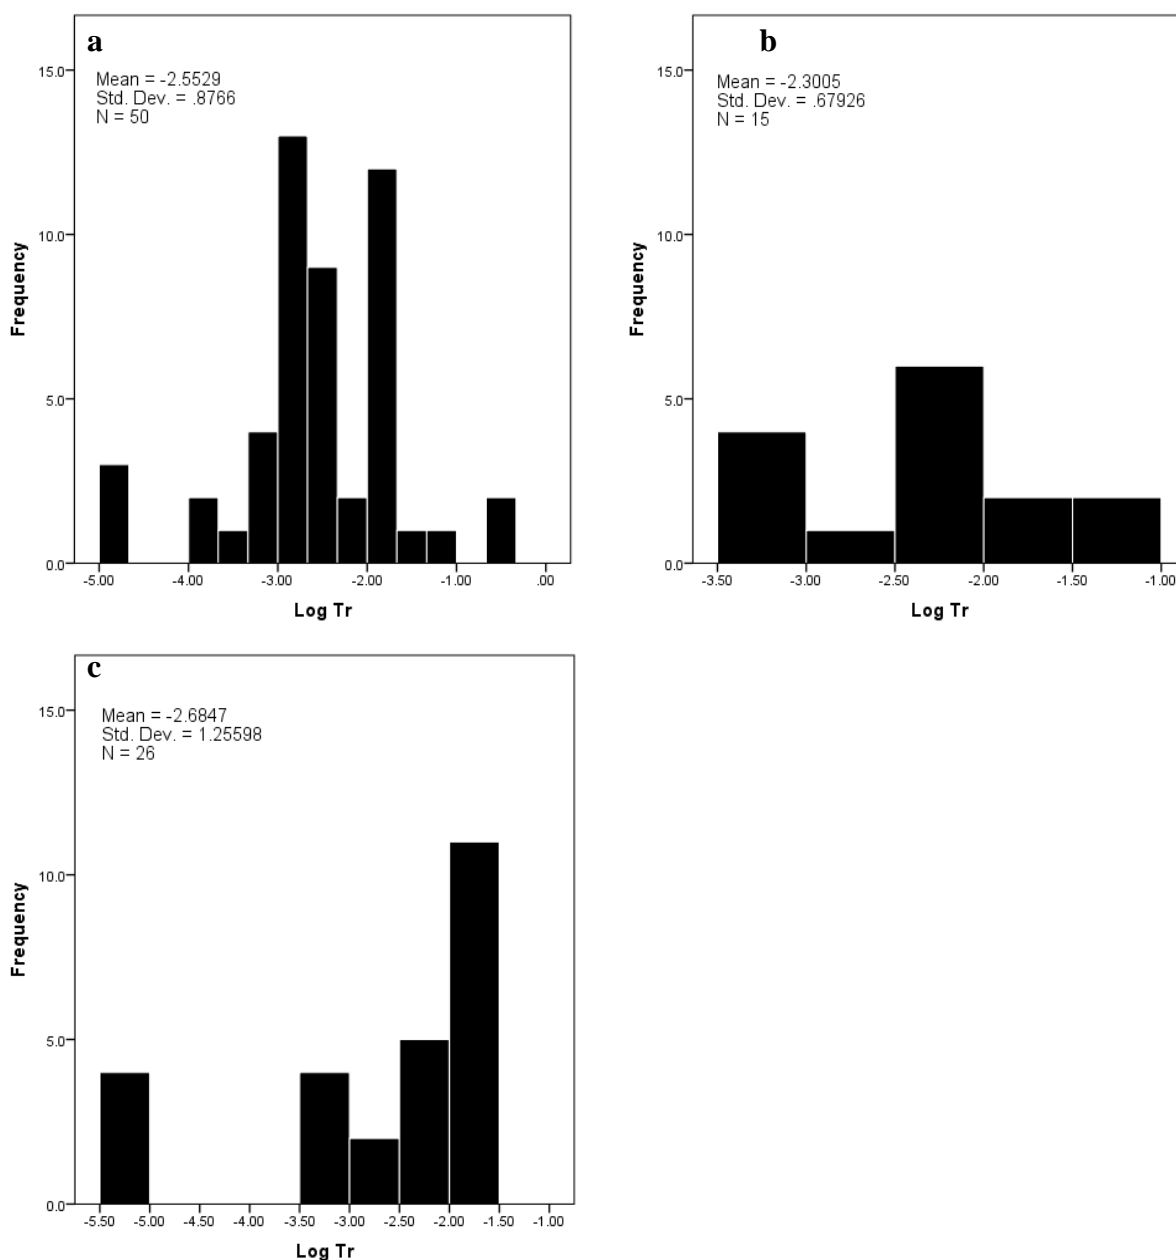 a
Mean = -2.5529
Std. Dev. = .8766
N = 50
15.0
10.0
5.0
0.0
Frequency
-5.00 -4.00 -3.00 -2.00 -1.00 .00
Log Tr
b
Mean = -2.3005
Std. Dev. = .67926
N = 15
15.0
10.0
5.0
0.0
Frequency
-3.50 -3.00 -2.50 -2.00 -1.50 -1.00
Log Tr
c
Mean = -2.6847
Std. Dev. = 1.25598
N = 26
15.0
10.0
5.0
0.0
Frequency
-5.50 -5.00 -4.50 -4.00 -3.50 -3.00 -2.50 -2.00 -1.50 -1.00
Log Tr